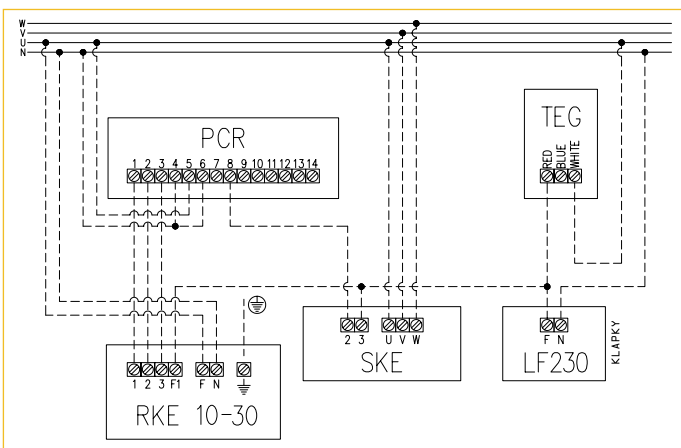 W
V
U
N
PCR
1 2 3 4 5 6 7 8 9 10 11 12 13 14
TEG
RED
BLUE
WHITE
2 3 U V W
SKE
F N
LF230
KLAPKY
1 2 3 F1 F N
RKE 10-30